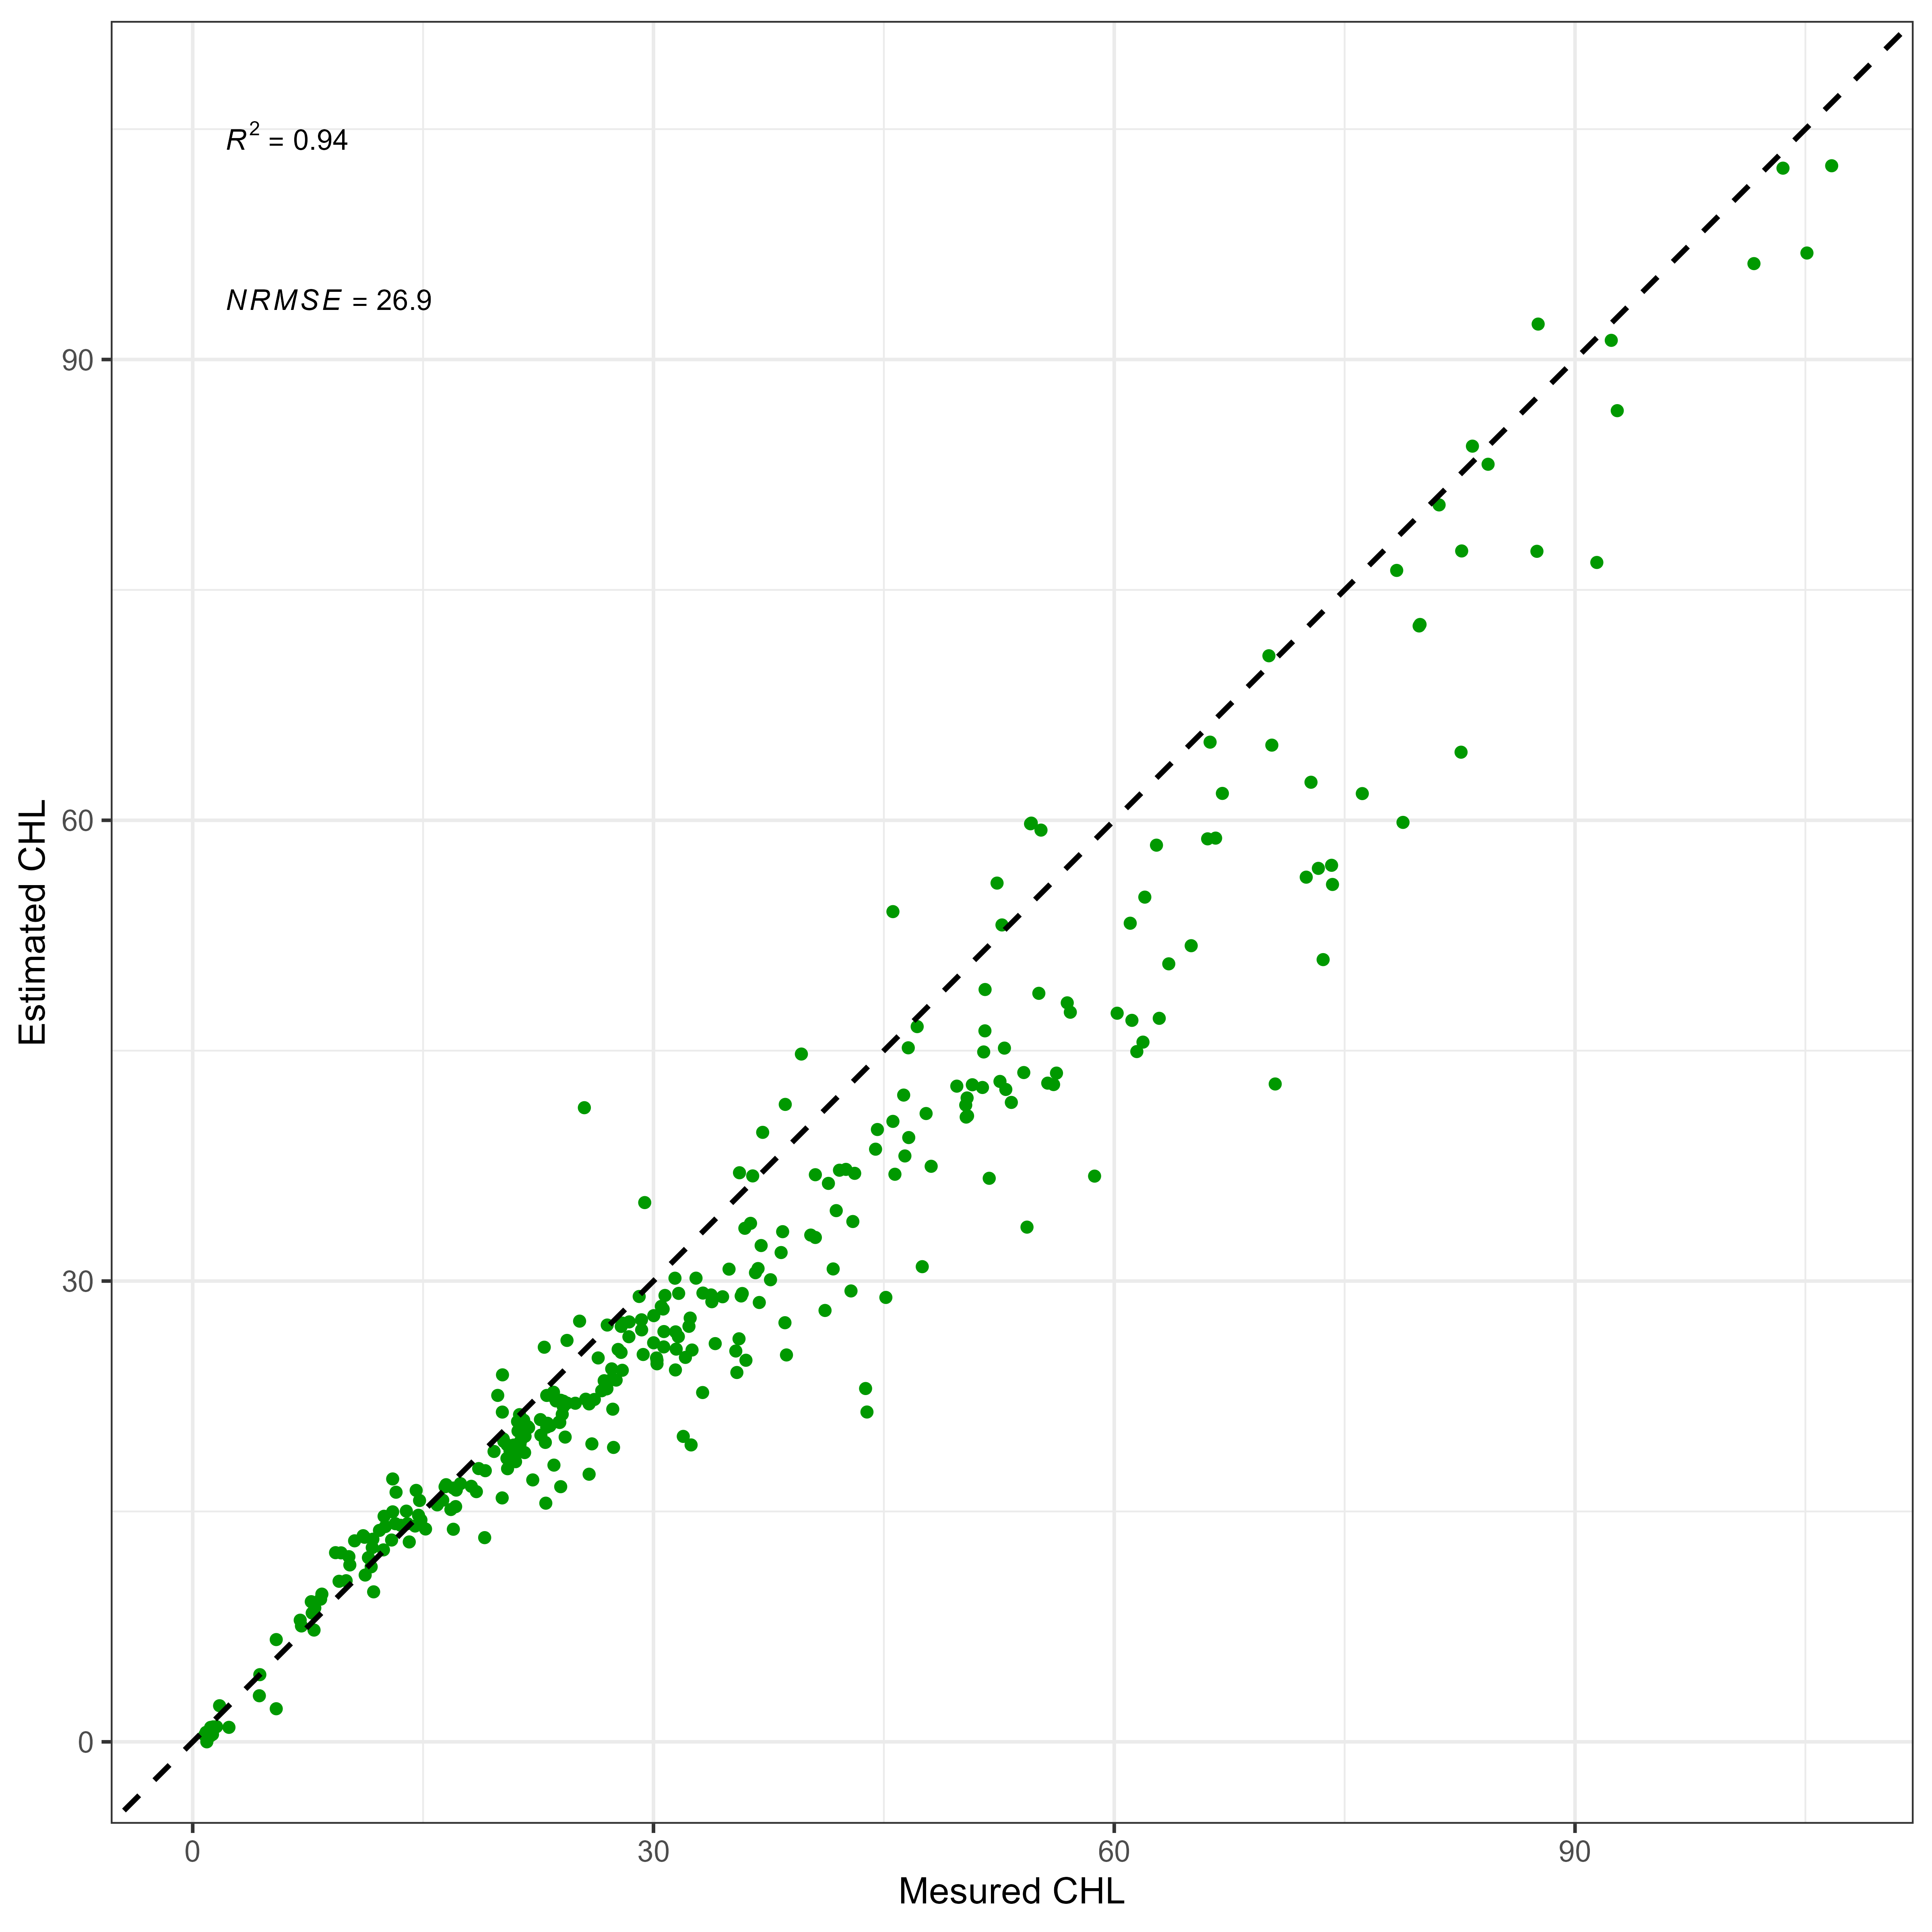 R² = 0.94
NRMSE = 26.9
90
60
30
0
Estimated CHL
0 30 60 90
Mesured CHL